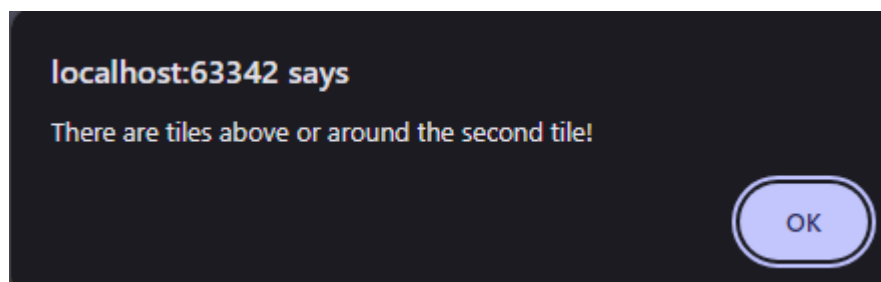 localhost:63342 says
There are tiles above or around the second tile!
OK